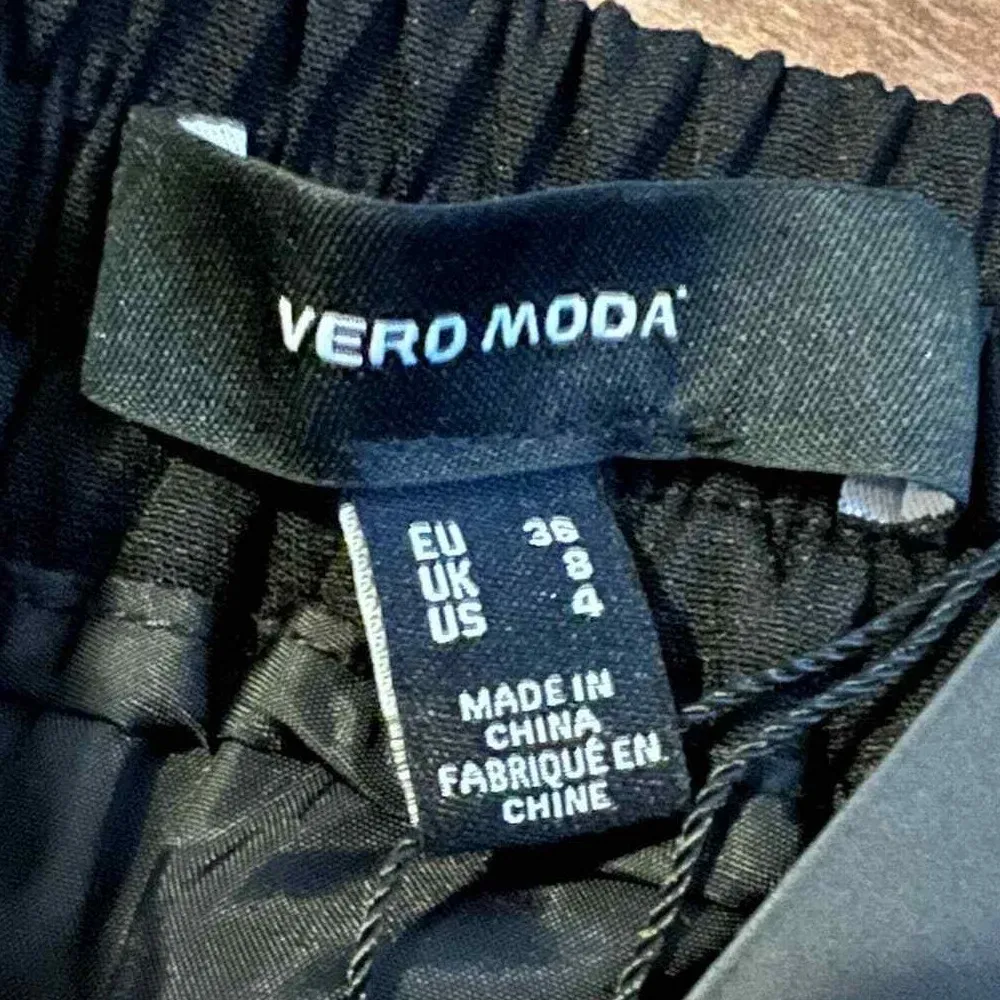 VERO MODA
EU 36
UK 8
US 4
MADE IN
CHINA
FABRIQUÉ EN
CHINE